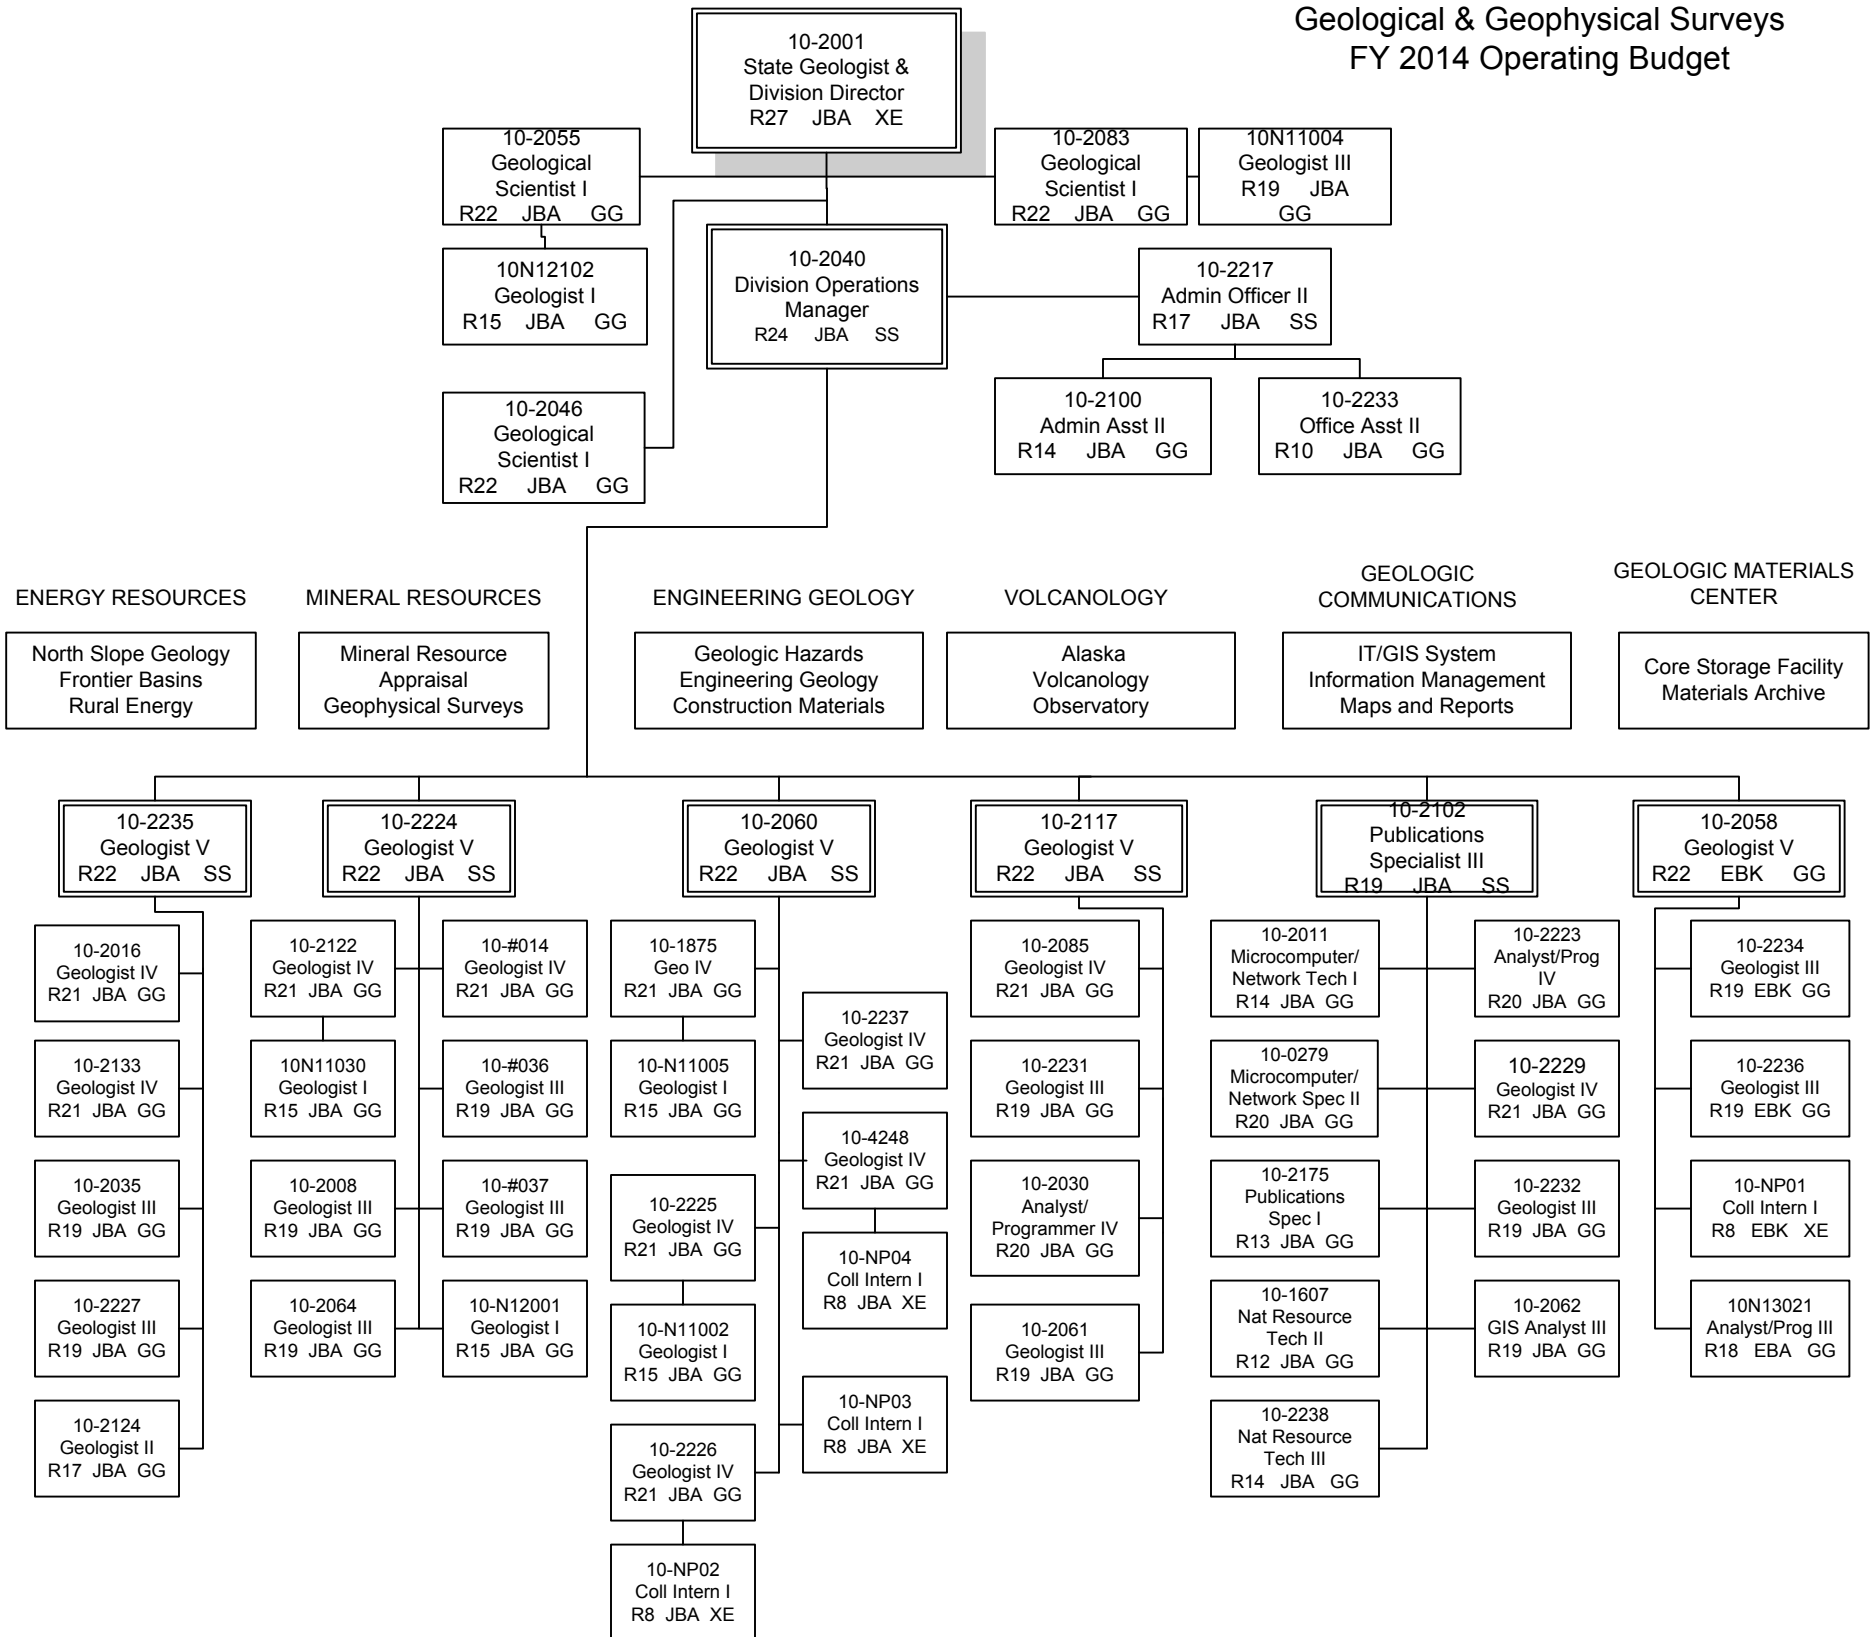 Geological & Geophysical Surveys
FY 2014 Operating Budget
10-2001
State Geologist &
Division Director
R27 JBA XE
10-2055
Geological
Scientist I
R22 JBA GG
10-2083
Geological
Scientist I
R22 JBA GG
10N11004
Geologist III
R19 JBA
GG
10N12102
Geologist I
R15 JBA GG
10-2040
Division Operations
Manager
R24 JBA SS
10-2217
Admin Officer II
R17 JBA SS
10-2046
Geological
Scientist I
R22 JBA GG
10-2100
Admin Asst II
R14 JBA GG
10-2233
Office Asst II
R10 JBA GG
ENERGY RESOURCES
North Slope Geology
Frontier Basins
Rural Energy
MINERAL RESOURCES
Mineral Resource
Appraisal
Geophysical Surveys
ENGINEERING GEOLOGY
Geologic Hazards
Engineering Geology
Construction Materials
VOLCANOLOGY
Alaska
Volcanology
Observatory
GEOLOGIC
COMMUNICATIONS
IT/GIS System
Information Management
Maps and Reports
GEOLOGIC MATERIALS
CENTER
Core Storage Facility
Materials Archive
10-2235
Geologist V
R22 JBA SS
10-2016
Geologist IV
R21 JBA GG
10-2133
Geologist IV
R21 JBA GG
10-2035
Geologist III
R19 JBA GG
10-2227
Geologist III
R19 JBA GG
10-2124
Geologist II
R17 JBA GG
10-2224
Geologist V
R22 JBA SS
10-2122
Geologist IV
R21 JBA GG
10N11030
Geologist I
R15 JBA GG
10-2008
Geologist III
R19 JBA GG
10-2064
Geologist III
R19 JBA GG
10-#014
Geologist IV
R21 JBA GG
10-#036
Geologist III
R19 JBA GG
10-#037
Geologist III
R19 JBA GG
10-N12001
Geologist I
R15 JBA GG
10-2060
Geologist V
R22 JBA SS
10-1875
Geo IV
R21 JBA GG
10-N11005
Geologist I
R15 JBA GG
10-2225
Geologist IV
R21 JBA GG
10-N11002
Geologist I
R15 JBA GG
10-2226
Geologist IV
R21 JBA GG
10-NP02
Coll Intern I
R8 JBA XE
10-2237
Geologist IV
R21 JBA GG
10-4248
Geologist IV
R21 JBA GG
10-NP04
Coll Intern I
R8 JBA XE
10-NP03
Coll Intern I
R8 JBA XE
10-2117
Geologist V
R22 JBA SS
10-2085
Geologist IV
R21 JBA GG
10-2231
Geologist III
R19 JBA GG
10-2030
Analyst/
Programmer IV
R20 JBA GG
10-2061
Geologist III
R19 JBA GG
10-2102
Publications
Specialist III
R19 JBA SS
10-2011
Microcomputer/
Network Tech I
R14 JBA GG
10-0279
Microcomputer/
Network Spec II
R20 JBA GG
10-2175
Publications
Spec I
R13 JBA GG
10-1607
Nat Resource
Tech II
R12 JBA GG
10-2238
Nat Resource
Tech III
R14 JBA GG
10-2223
Analyst/Prog
IV
R20 JBA GG
10-2229
Geologist IV
R21 JBA GG
10-2232
Geologist III
R19 JBA GG
10-2062
GIS Analyst III
R19 JBA GG
10-2058
Geologist V
R22 EBK GG
10-2234
Geologist III
R19 EBK GG
10-2236
Geologist III
R19 EBK GG
10-NP01
Coll Intern I
R8 EBK XE
10N13021
Analyst/Prog III
R18 EBA GG